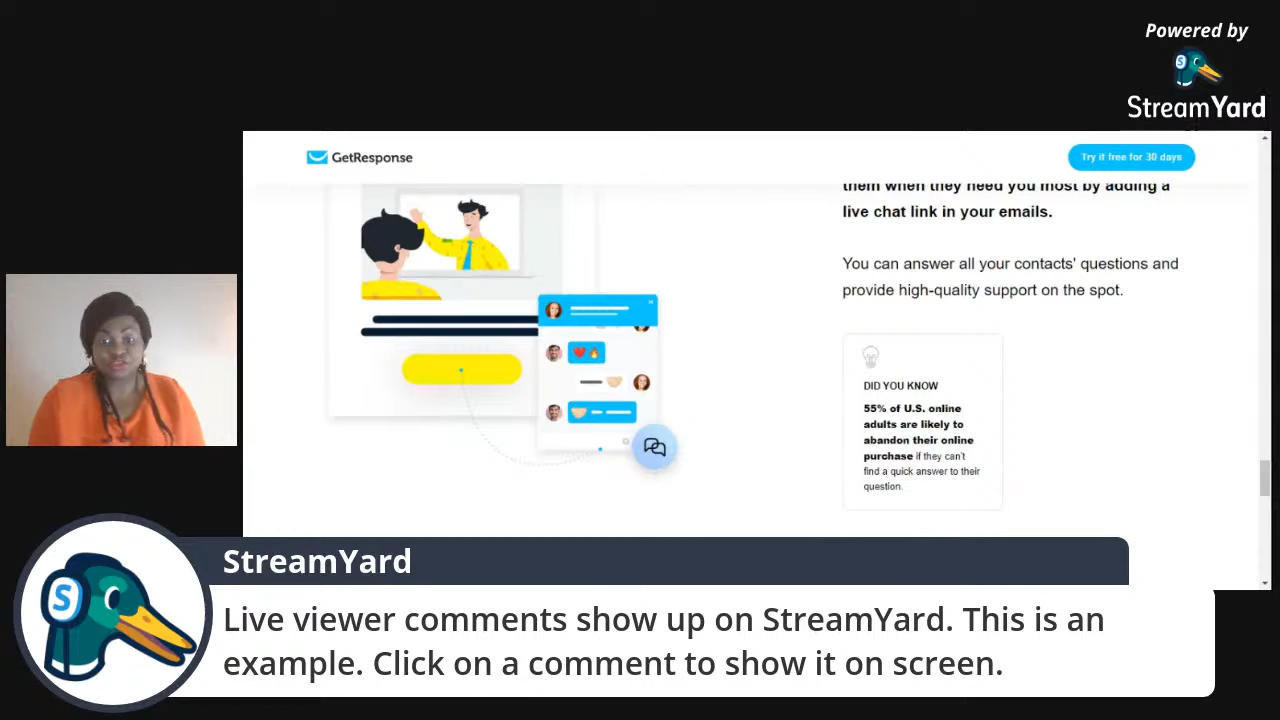 Powered by
StreamYard
GetResponse
Try it free for 30 days
them when they need you most by adding a
live chat link in your emails.
You can answer all your contacts' questions and
provide high-quality support on the spot.
DID YOU KNOW
55% of U.S. online
adults are likely to
abandon their online
purchase if they can't
find a quick answer to their
question.
S
StreamYard
Live viewer comments show up on StreamYard. This is an
example. Click on a comment to show it on screen.